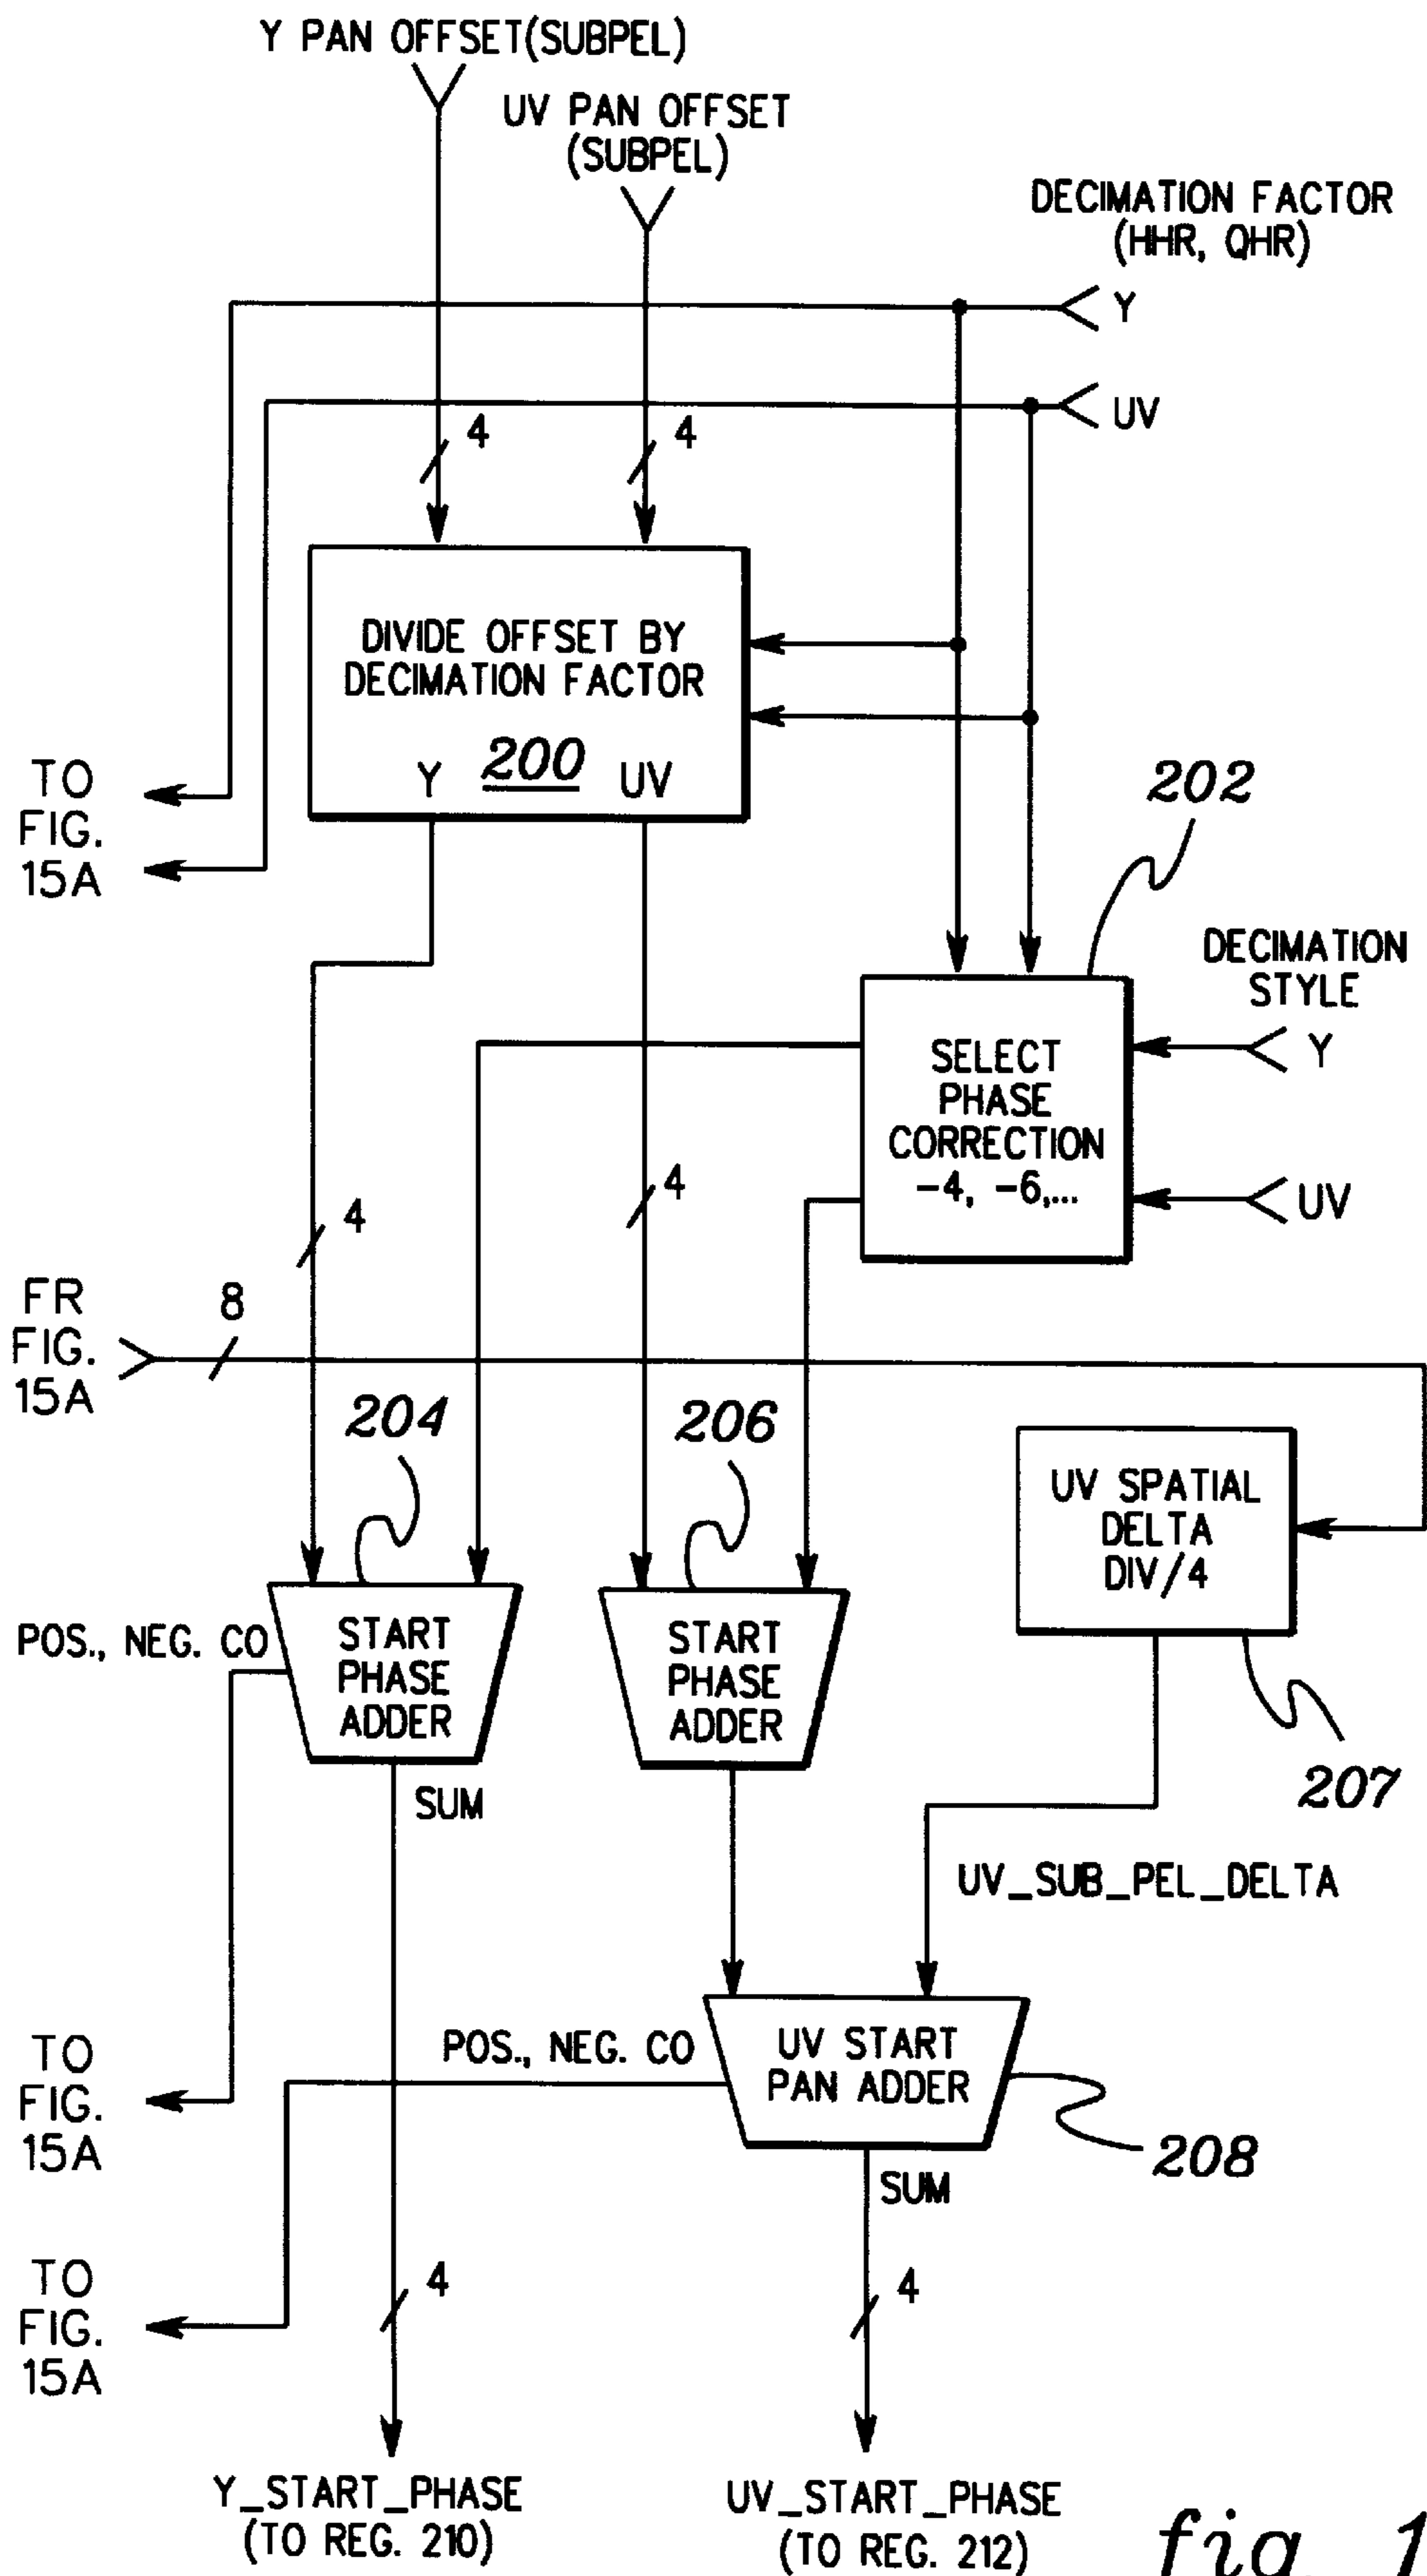 Y PAN OFFSET(SUBPEL)
UV PAN OFFSET
(SUBPEL)
DECIMATION FACTOR
(HHR, QHR)
Y
UV
4
4
DIVIDE OFFSET BY
DECIMATION FACTOR
Y 200 UV
TO
FIG.
15A
202
DECIMATION
STYLE
Y
SELECT
PHASE
CORRECTION
-4, -6,...
UV
4
4
FR
FIG.
15A
8
204
206
UV SPATIAL
DELTA
DIV/4
207
POS., NEG. CO
START
PHASE
ADDER
START
PHASE
ADDER
SUM
UV_SUB_PEL_DELTA
TO
FIG.
15A
POS., NEG. CO
UV START
PAN ADDER
208
SUM
TO
FIG.
15A
4
4
Y_START_PHASE
(TO REG. 210)
UV_START_PHASE
(TO REG. 212)
fig. 1